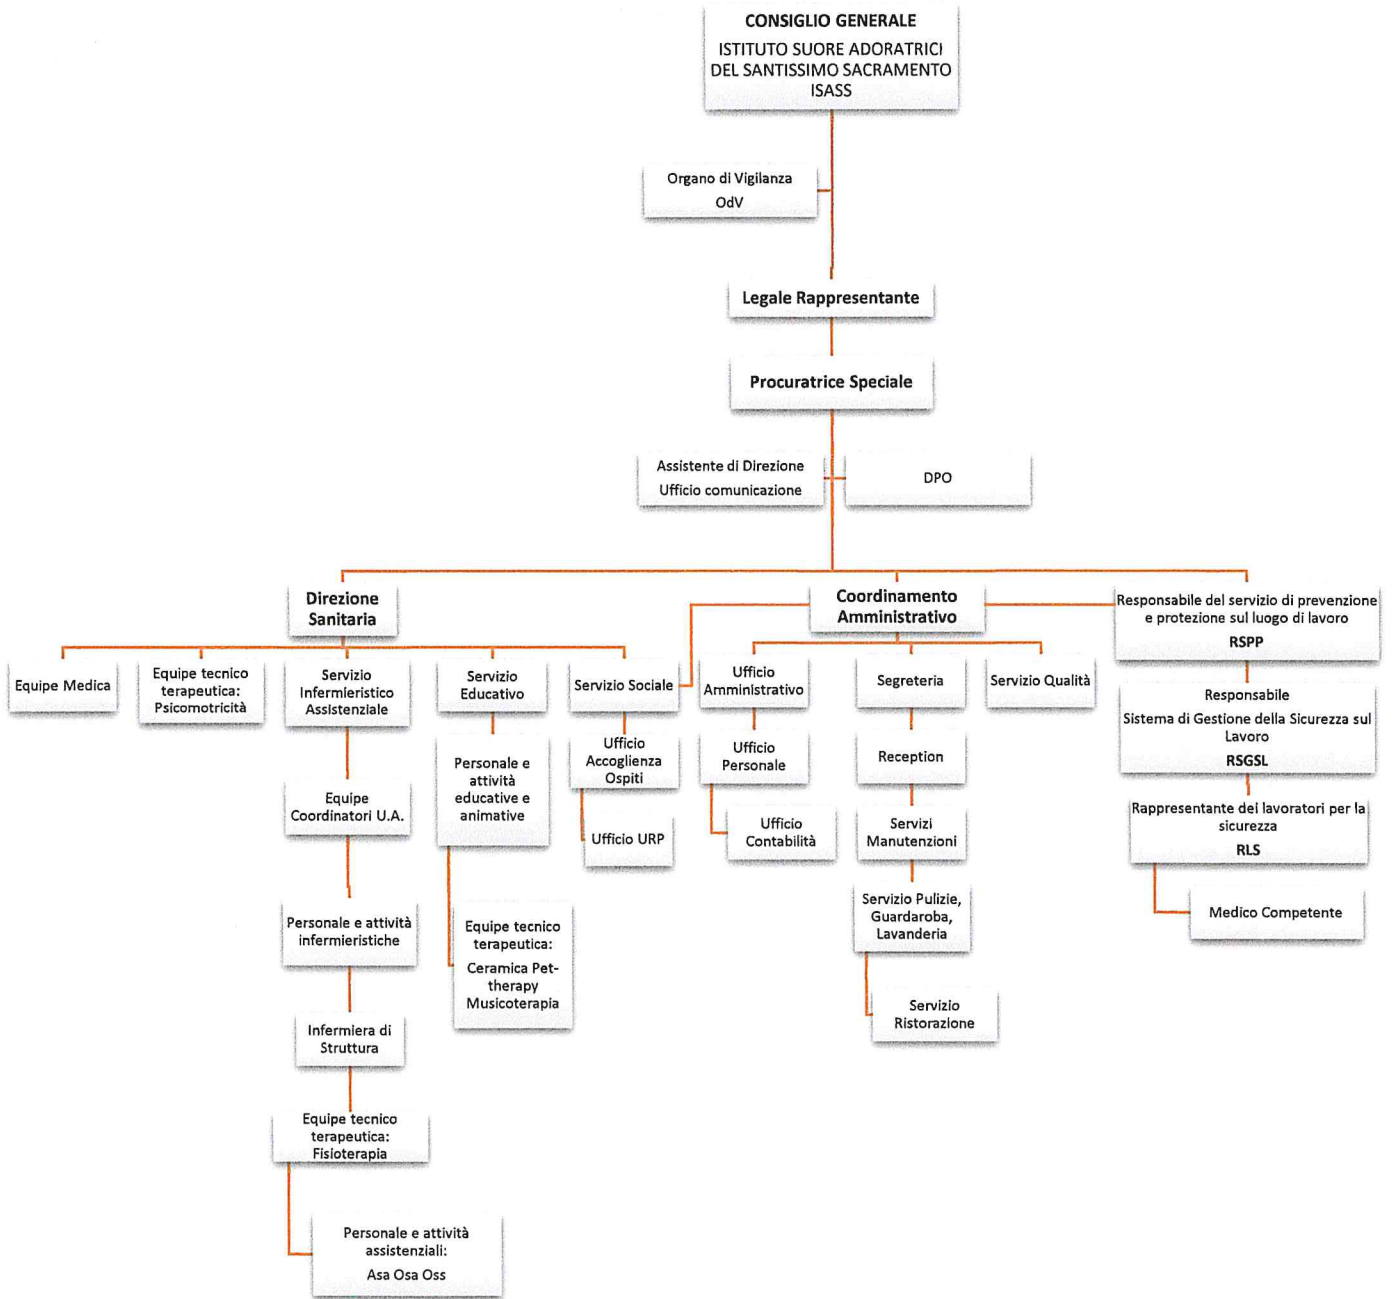 CONSIGLIO GENERALE
ISTITUTO SUORE ADORATRICI
DEL SANTISSIMO SACRAMENTO
ISASS
Organo di Vigilanza
OdV
Legale Rappresentante
Procuratrice Speciale
Assistente di Direzione
Ufficio comunicazione
DPO
Direzione
Sanitaria
Coordinamento
Amministrativo
Responsabile del servizio di prevenzione
e protezione sul luogo di lavoro
RSPP
Equipe Medica
Equipe tecnico
terapeutica:
Psicomotricità
Servizio
Infermieristico
Assistenziale
Servizio
Educativo
Servizio Sociale
Ufficio
Amministrativo
Segreteria
Servizio Qualità
Responsabile
Sistema di Gestione della Sicurezza sul
Lavoro
RSGSL
Equipe
Coordinatori U.A.
Personale e
attività
educative e
animative
Ufficio
Accoglienza
Ospiti
Ufficio
Personale
Reception
Ufficio URP
Ufficio
Contabilità
Servizi
Manutenzioni
Rappresentante dei lavoratori per la
sicurezza
RLS
Personale e attività
infermieristiche
Equipe tecnico
terapeutica:
Ceramica Pet-
therapy
Musicoterapia
Servizio Pulizie,
Guardaroba,
Lavanderia
Medico Competente
Infermiera di
Struttura
Servizio
Ristorazione
Equipe tecnico
terapeutica:
Fisioterapia
Personale e attività
assistenziali:
Asa Osa Oss